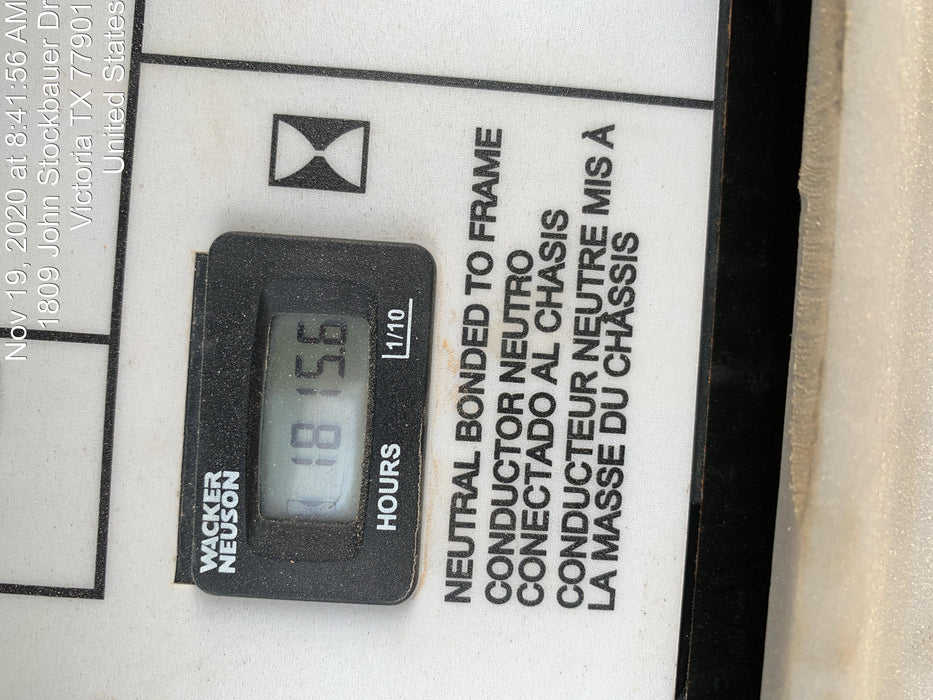 Nov 19, 2020 at 8:41:56 AM
1809 John Stockbauer Dr
Victoria TX 77901
United States
WACKER
NEUSON
1815.6
HOURS
1/10
NEUTRAL BONDED TO FRAME
CONDUCTOR NEUTRO
CONECTADO AL CHASIS
CONDUCTEUR NEUTRE MIS À
LA MASSE DU CHÂSSIS